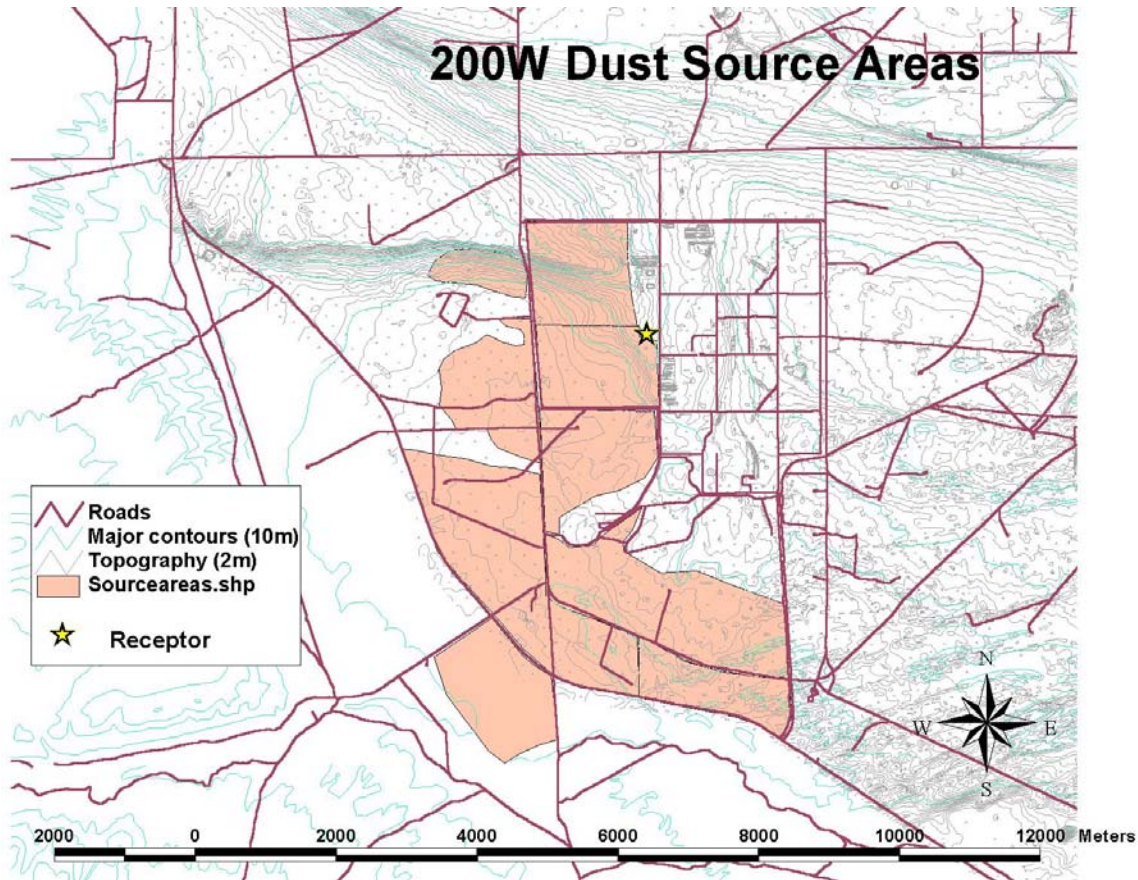 200W Dust Source Areas
Roads
Major contours (10m)
Topography (2m)
Sourceareas.shp
Receptor
N
W E
S
2000 0 2000 4000 6000 8000 10000 12000 Meters